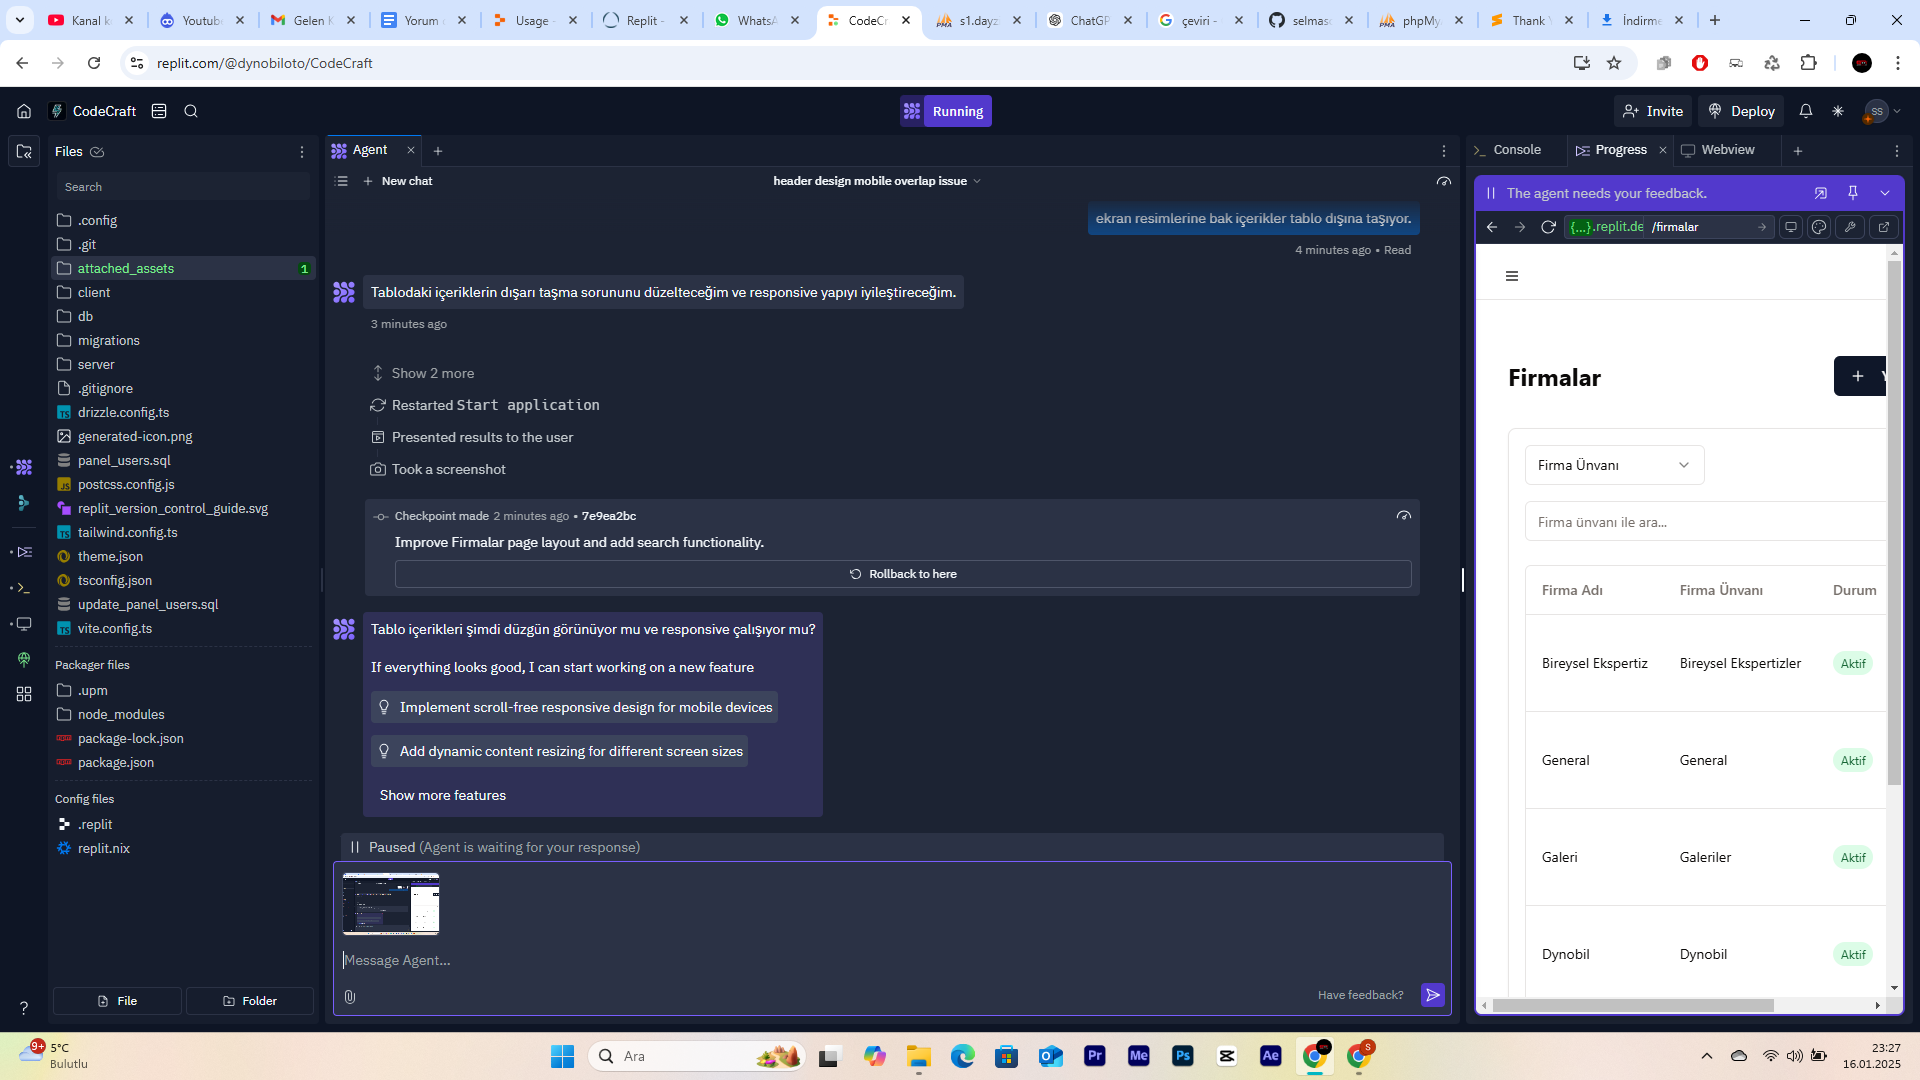 Kanal k
Youtub
Gelen K
Yorum
Usage -
Replit -
WhatsA
CodeCr
s1.dayz
ChatGP
çeviri -
selmas
phpMy
Thank
İndirme
replit.com/@dynobiloto/CodeCraft
CodeCraft
Running
Invite
Deploy
SS
Files
Agent
Console
Progress
Webview
Search
New chat
header design mobile overlap issue
The agent needs your feedback.
.config
.git
attached_assets
1
client
db
migrations
server
.gitignore
drizzle.config.ts
generated-icon.png
panel_users.sql
postcss.config.js
replit_version_control_guide.svg
tailwind.config.ts
theme.json
tsconfig.json
update_panel_users.sql
vite.config.ts
Packager files
.upm
node_modules
package-lock.json
package.json
Config files
.replit
replit.nix
File
Folder
ekran resimlerine bak içerikler tablo dışına taşıyor.
4 minutes ago • Read
Tablodaki içeriklerin dışarı taşma sorununu düzelteceğim ve responsive yapıyı iyileştireceğim.
3 minutes ago
Show 2 more
Restarted Start application
Presented results to the user
Took a screenshot
Checkpoint made 2 minutes ago • 7e9ea2bc
Improve Firmalar page layout and add search functionality.
Rollback to here
Tablo içerikleri şimdi düzgün görünüyor mu ve responsive çalışıyor mu?
If everything looks good, I can start working on a new feature
Implement scroll-free responsive design for mobile devices
Add dynamic content resizing for different screen sizes
Show more features
Paused (Agent is waiting for your response)
Message Agent...
Have feedback?
{...}.replit.de /firmalar
Firmalar
+ Y
Firma Ünvanı
Firma ünvanı ile ara...
Firma Adı Firma Ünvanı Durum
Bireysel Ekspertiz Bireysel Ekspertizler Aktif
General General Aktif
Galeri Galeriler Aktif
Dynobil Dynobil Aktif
9+
5°C
Bulutlu
Ara
Pr
Me
Ps
Ae
S
23:27
16.01.2025